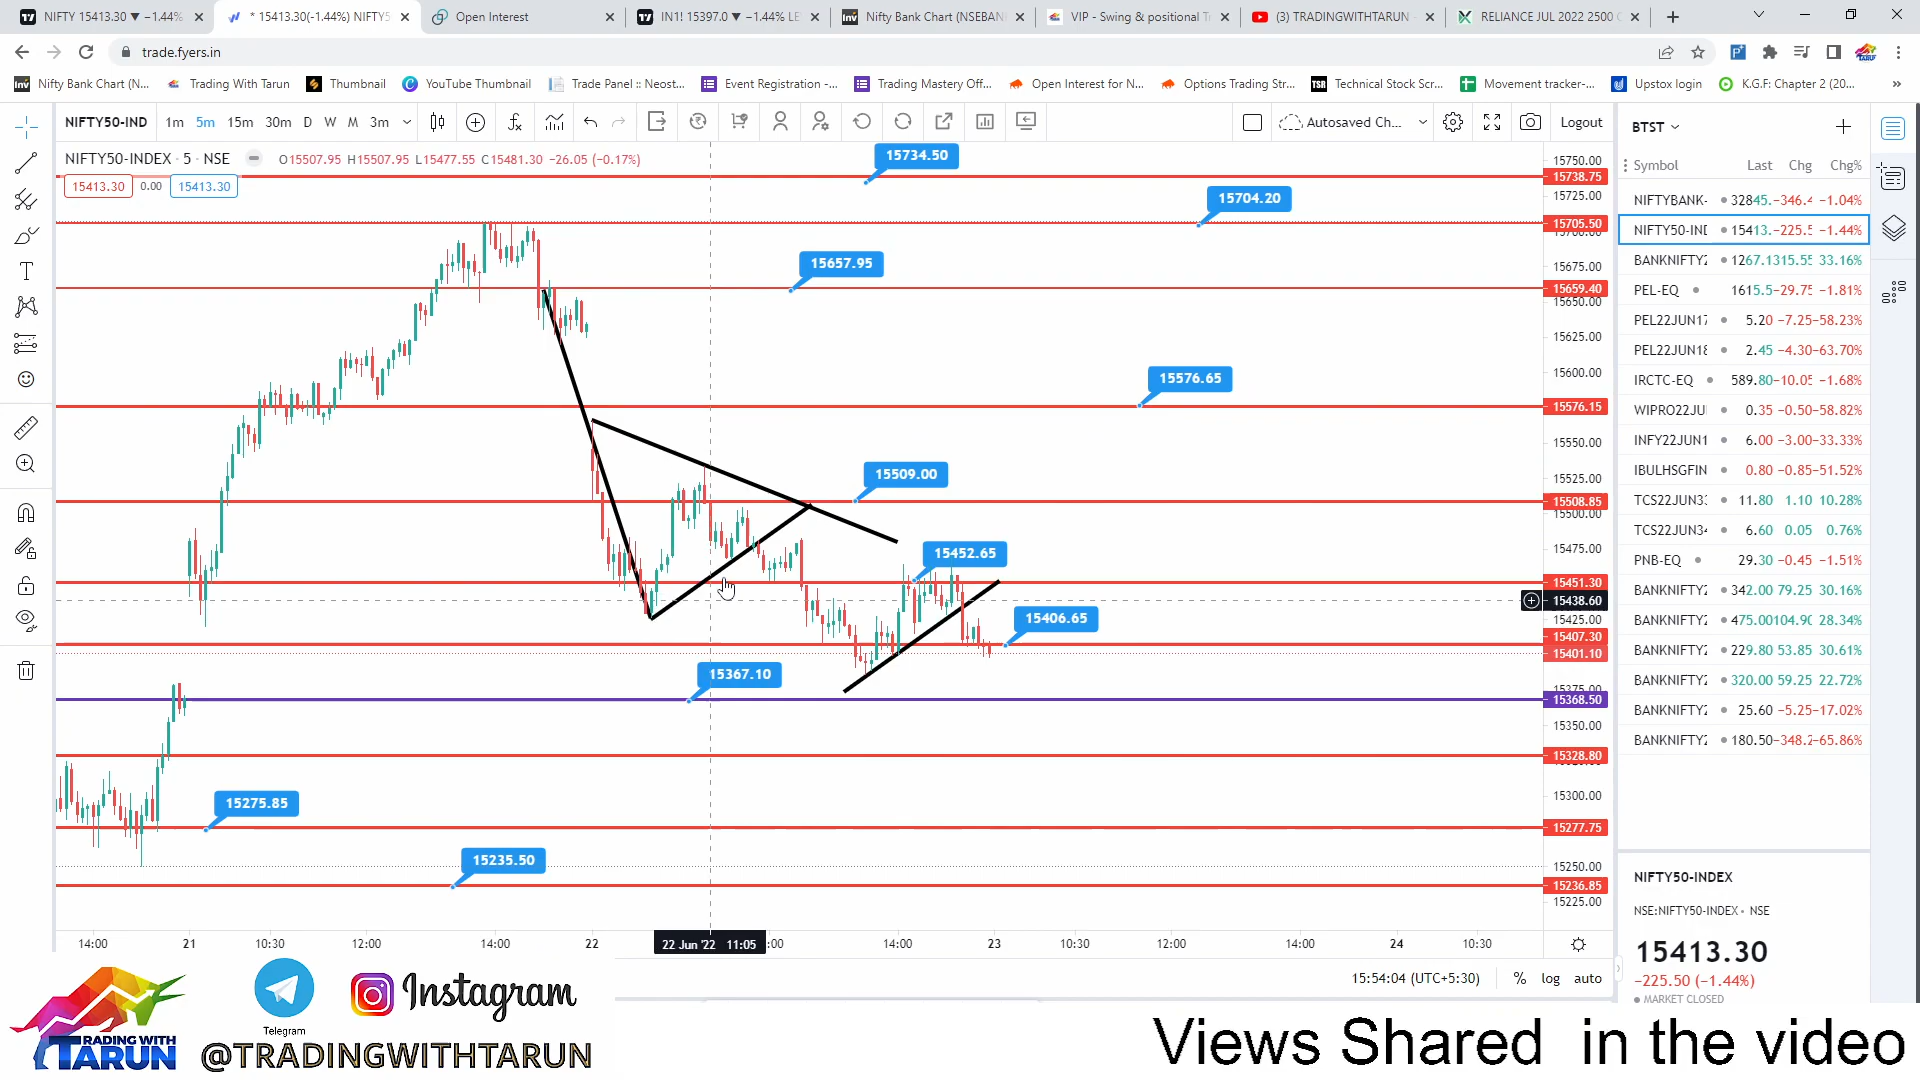 NIFTY 15413.30 ▼ −1.44%
* 15413.30(-1.44%) NIFTY5
Open Interest
IN1! 15397.0 ▼ −1.44% LE
Nifty Bank Chart (NSEBAN
VIP - Swing & positional T
(3) TRADINGWITHTARUN
RELIANCE JUL 2022 2500 C
trade.fyers.in
Nifty Bank Chart (N...
Trading With Tarun
Thumbnail
YouTube Thumbnail
Trade Panel :: Neost...
Event Registration -...
Trading Mastery Off...
Open Interest for N...
Options Trading Str...
Technical Stock Scr...
Movement tracker-...
Upstox login
K.G.F: Chapter 2 (20...
NIFTY50-IND 1m 5m 15m 30m D W M 3m
Autosaved Ch...
Logout
NIFTY50-INDEX · 5 · NSE O15507.95 H15507.95 L15477.55 C15481.30 −26.05 (−0.17%)
15413.30 0.00 15413.30
15734.50
15704.20
15657.95
15576.65
15509.00
15452.65
15406.65
15367.10
15275.85
15235.50
15750.00
15738.75
15725.00
15705.50
15675.00
15659.40
15650.00
15625.00
15600.00
15576.15
15550.00
15525.00
15508.85
15500.00
15475.00
15451.30
15438.60
15425.00
15407.30
15401.10
15368.50
15350.00
15328.80
15300.00
15277.75
15250.00
15236.85
15225.00
14:00 21 10:30 12:00 14:00 22 22 Jun '22 11:05 :00 14:00 23 10:30 12:00 14:00 24 10:30
15:54:04 (UTC+5:30) % log auto
BTST
Symbol Last Chg Chg%
NIFTYBANK- 32845. −346.4 −1.04%
NIFTY50-IND 15413. −225.5 −1.44%
BANKNIFTY2 1267.1 315.55 33.16%
PEL-EQ 1615.5 −29.75 −1.81%
PEL22JUN17 5.20 −7.25 −58.23%
PEL22JUN18 2.45 −4.30 −63.70%
IRCTC-EQ 589.80 −10.05 −1.68%
WIPRO22JUI 0.35 −0.50 −58.82%
INFY22JUN1 6.00 −3.00 −33.33%
IBULHSGFIN 0.80 −0.85 −51.52%
TCS22JUN33 11.80 1.10 10.28%
TCS22JUN34 6.60 0.05 0.76%
PNB-EQ 29.30 −0.45 −1.51%
BANKNIFTY2 342.00 79.25 30.16%
BANKNIFTY2 475.00 104.90 28.34%
BANKNIFTY2 229.80 53.85 30.61%
BANKNIFTY2 320.00 59.25 22.72%
BANKNIFTY2 25.60 −5.25 −17.02%
BANKNIFTY2 180.50 −348.2 −65.86%
NIFTY50-INDEX
NSE:NIFTY50-INDEX • NSE
15413.30
−225.50 (−1.44%)
MARKET CLOSED
TRADING WITH
TARUN
Telegram
Instagram
@TRADINGWITHTARUN
Views Shared in the video